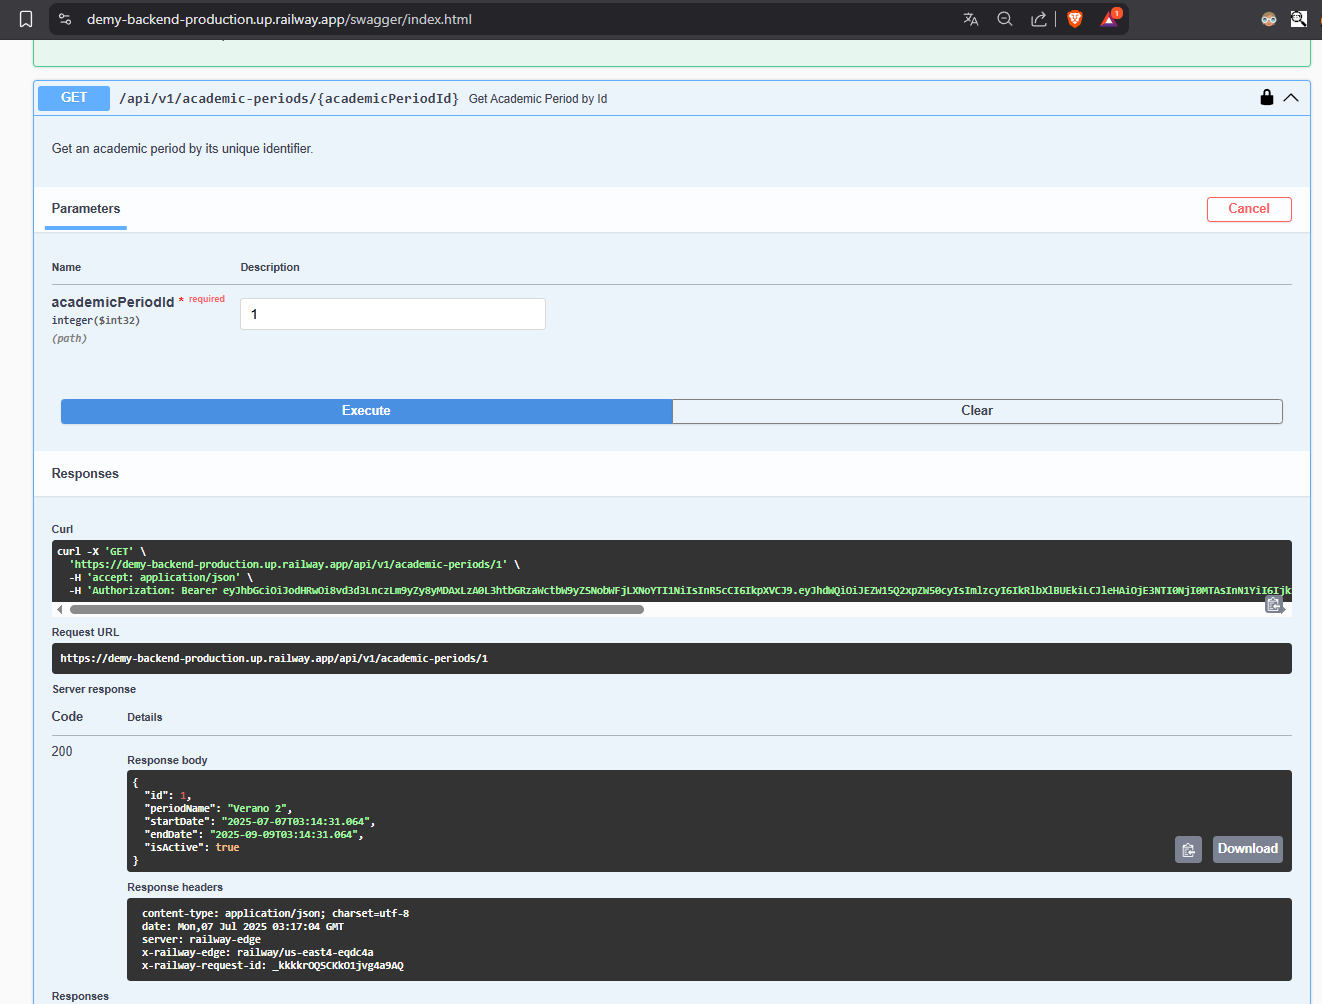 demy-backend-production.up.railway.app/swagger/index.html
1
GET /api/v1/academic-periods/{academicPeriodId} Get Academic Period by Id
Get an academic period by its unique identifier.
Parameters
Cancel
Name Description
academicPeriodId * required
integer($int32)
(path)
1
Execute
Clear
Responses
Curl
curl -X 'GET' \
'https://demy-backend-production.up.railway.app/api/v1/academic-periods/1' \
-H 'accept: application/json' \
-H 'Authorization: Bearer
Request URL
https://demy-backend-production.up.railway.app/api/v1/academic-periods/1
Server response
Code Details
200
Response body
{
"id": 1,
"periodName": "Verano 2",
"startDate": "2025-07-07T03:14:31.064",
"endDate": "2025-09-09T03:14:31.064",
"isActive": true
}
Download
Response headers
content-type: application/json; charset=utf-8
date: Mon,07 Jul 2025 03:17:04 GMT
server: railway-edge
x-railway-edge: railway/us-east4-eqdc4a
x-railway-request-id: _kkkkrOQSCKkO1jvg4a9AQ
Responses